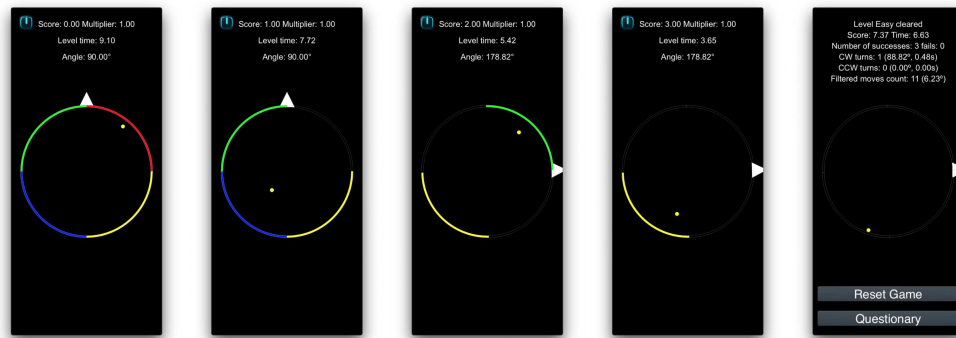 Score: 0.00 Multiplier: 1.00
Level time: 9.10
Angle: 90.00°
Score: 1.00 Multiplier: 1.00
Level time: 7.72
Angle: 90.00°
Score: 2.00 Multiplier: 1.00
Level time: 5.42
Angle: 178.82°
Score: 3.00 Multiplier: 1.00
Level time: 3.65
Angle: 178.82°
Level Easy cleared
Score: 7.37 Time: 6.63
Number of successes: 3 fails: 0
CW turns: 1 (88.82º, 0.48s)
CCW turns: 0 (0.00º, 0.00s)
Filtered moves count: 11 (6.23º)
Reset Game
Questionary